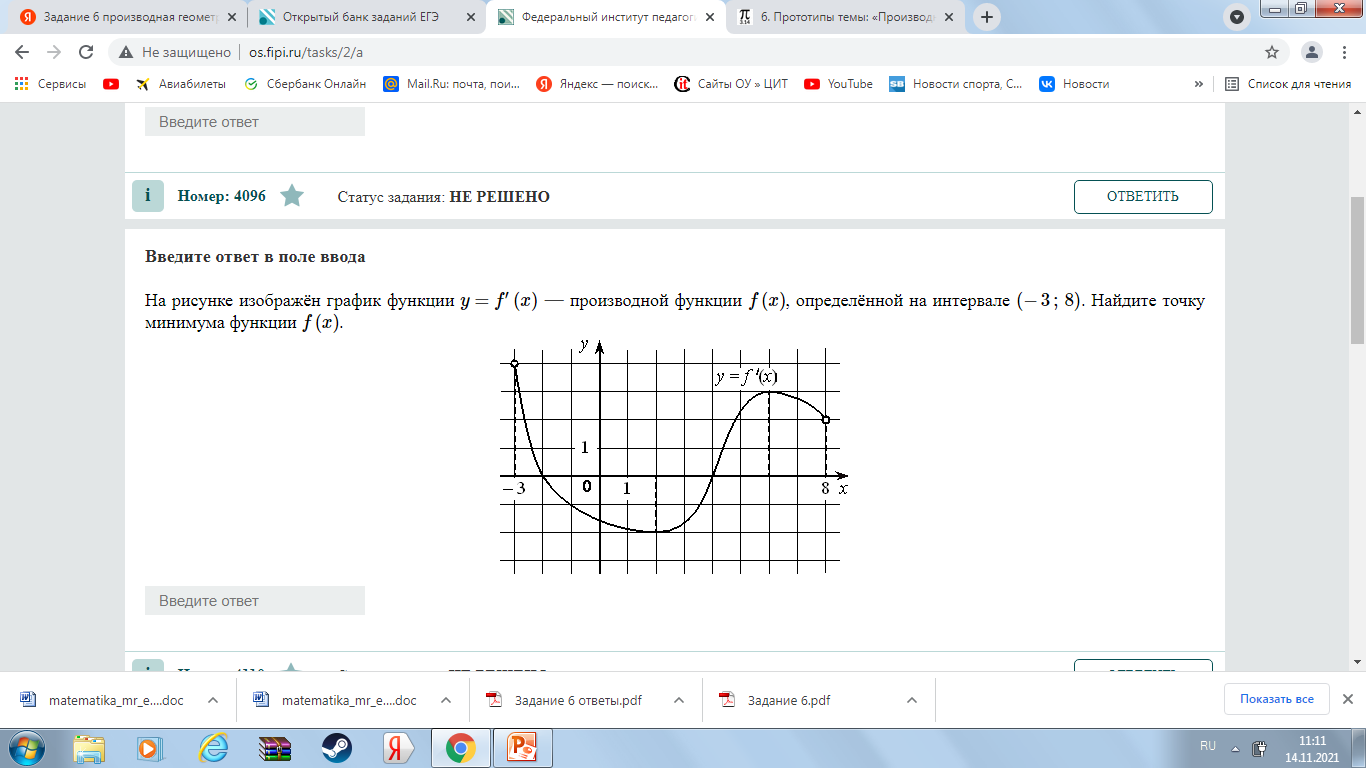 Задание 6 производная геомет
Открытый банк заданий ЕГЭ
Федеральный институт педагог
6. Прототипы темы: «Производн
Не защищено | os.fipi.ru/tasks/2/a
Сервисы
Авиабилеты
Сбербанк Онлайн
Mail.Ru: почта, пои...
Яндекс — поиск...
Сайты ОУ » ЦИТ
YouTube
Новости спорта, С...
Новости
»
Список для чтения
Введите ответ
i Номер: 4096 Статус задания: НЕ РЕШЕНО ОТВЕТИТЬ
Введите ответ в поле ввода
На рисунке изображён график функции y = f′ (x) — производной функции f (x), определённой на интервале (− 3 ; 8). Найдите точку
минимума функции f (x).
y
y = f ′(x)
1
−3 0 1 8 x
Введите ответ
matematika_mr_e....doc
matematika_mr_e....doc
Задание 6 ответы.pdf
Задание 6.pdf
Показать все
RU
11:11
14.11.2021